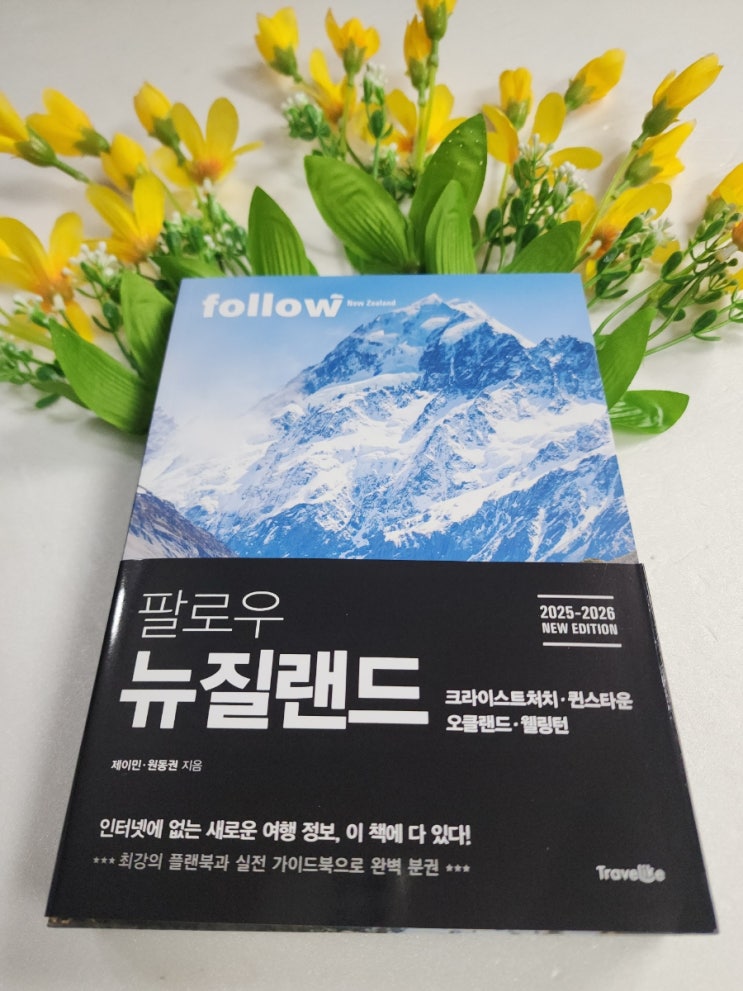 follow New Zealand
팔로우
뉴질랜드
2025-2026
NEW EDITION
크라이스트처치·퀸스타운
오클랜드·웰링턴
제이민·원동권 지음
인터넷에 없는 새로운 여행 정보, 이 책에 다 있다!
*** 최강의 플랜북과 실전 가이드북으로 완벽 분권 ***
Travelike